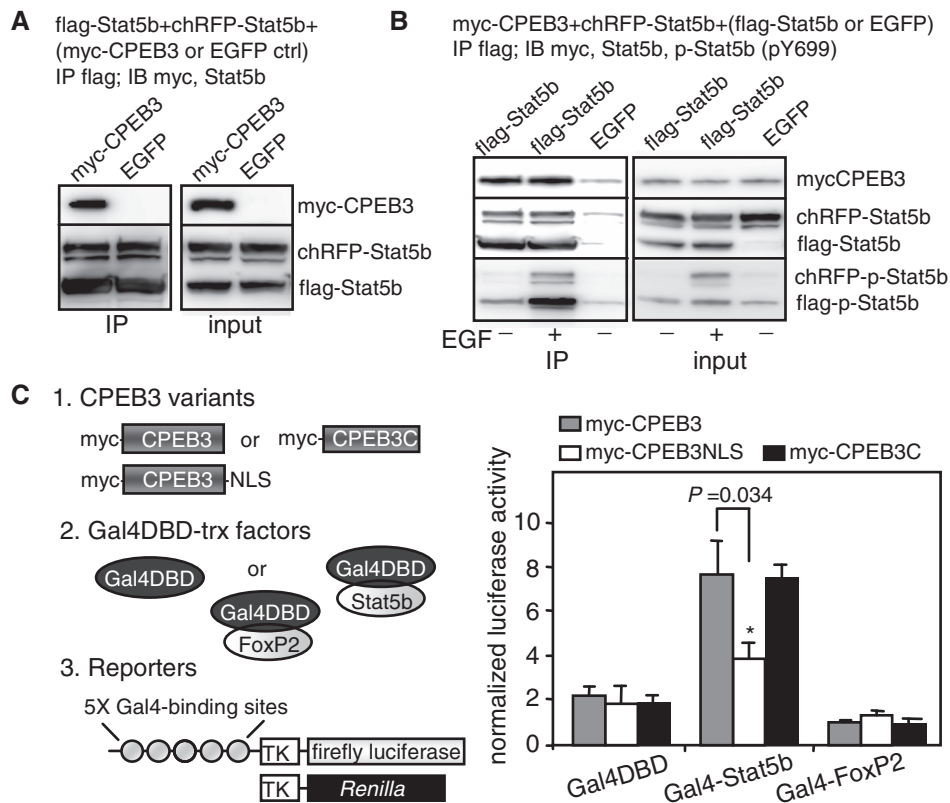 A
flag-Stat5b+chRFP-Stat5b+
(myc-CPEB3 or EGFP ctrl)
IP flag; IB myc, Stat5b
myc-CPEB3
EGFP
myc-CPEB3
EGFP
myc-CPEB3
chRFP-Stat5b
flag-Stat5b
IP
input
B
myc-CPEB3+chRFP-Stat5b+(flag-Stat5b or EGFP)
IP flag; IB myc, Stat5b, p-Stat5b (pY699)
flag-Stat5b
flag-Stat5b
EGFP
flag-Stat5b
flag-Stat5b
EGFP
mycCPEB3
chRFP-Stat5b
flag-Stat5b
chRFP-p-Stat5b
flag-p-Stat5b
EGF − + − − + −
IP
input
C
1. CPEB3 variants
myc- CPEB3 or myc- CPEB3C
myc- CPEB3 -NLS
2. Gal4DBD-trx factors
Gal4DBD
or
Gal4DBD
FoxP2
Gal4DBD
Stat5b
3. Reporters
5X Gal4-binding sites
TK firefly luciferase
TK Renilla
myc-CPEB3
myc-CPEB3NLS myc-CPEB3C
normalized luciferase activity
10
8
6
4
2
0
P =0.034
*
Gal4DBD
Gal4-Stat5b
Gal4-FoxP2